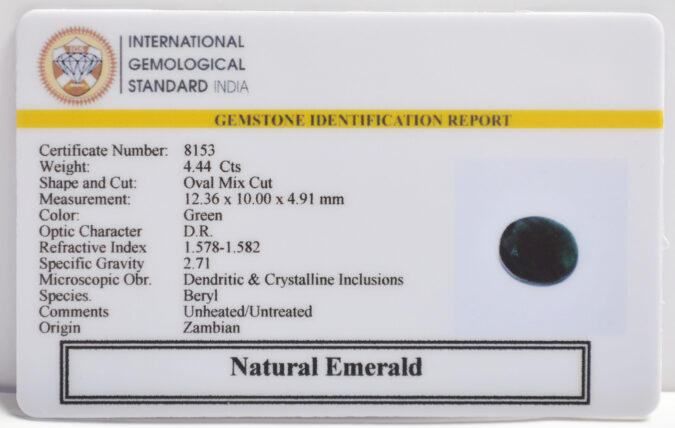 IGS
INTERNATIONAL
GEMOLOGICAL
STANDARD INDIA
GEMSTONE IDENTIFICATION REPORT
Certificate Number: 8153
Weight: 4.44 Cts
Shape and Cut: Oval Mix Cut
Measurement: 12.36 x 10.00 x 4.91 mm
Color: Green
Optic Character D.R.
Refractive Index 1.578-1.582
Specific Gravity 2.71
Microscopic Obr. Dendritic & Crystalline Inclusions
Species. Beryl
Comments Unheated/Untreated
Origin Zambian
Natural Emerald